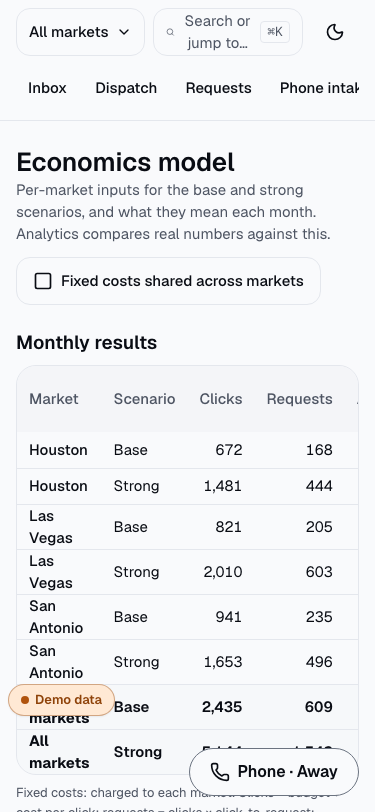 All markets
Search or
jump to...
⌘K
Inbox Dispatch Requests Phone intak
Economics model
Per-market inputs for the base and strong
scenarios, and what they mean each month.
Analytics compares real numbers against this.
Fixed costs shared across markets
Monthly results
Market Scenario Clicks Requests
Houston Base 672 168
Houston Strong 1,481 444
Las
Vegas Base 821 205
Las
Vegas Strong 2,010 603
San
Antonio Base 941 235
San
Antonio Strong 1,653 496
Demo data
markets Base 2,435 609
All
markets Strong
Phone · Away
Fixed costs: charged to each market. Clicks = budget